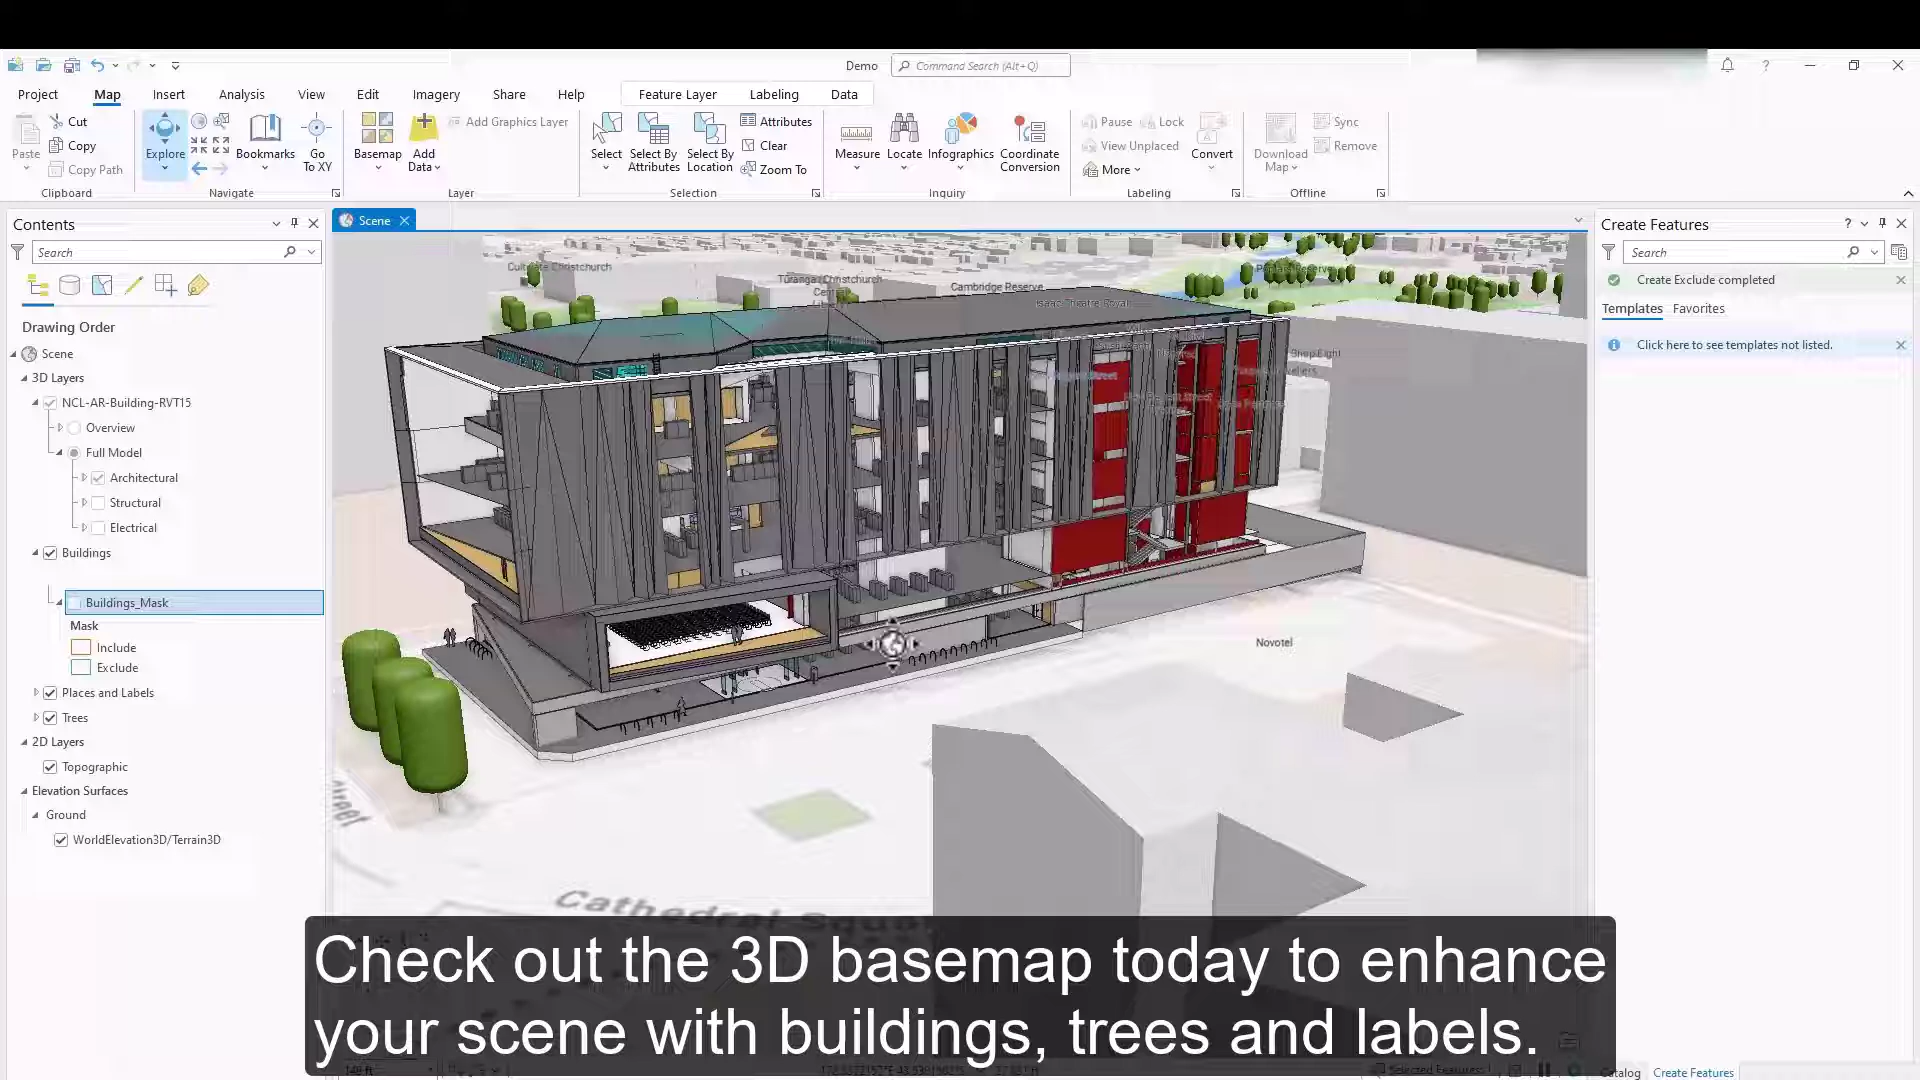 Demo
Command Search (Alt+Q)
Project
Map
Insert
Analysis
View
Edit
Imagery
Share
Help
Feature Layer
Labeling
Data
Paste
Cut
Copy
Copy Path
Clipboard
Explore
Bookmarks
Go
To XY
Navigate
Basemap
Add
Data
Add Graphics Layer
Layer
Select
Select By
Attributes
Select By
Location
Attributes
Clear
Zoom To
Selection
Measure
Locate
Infographics
Coordinate
Conversion
Inquiry
Pause
Lock
View Unplaced
More
Convert
Labeling
Download
Map
Sync
Remove
Offline
Contents
Search
Drawing Order
Scene
3D Layers
NCL-AR-Building-RVT15
Overview
Full Model
Architectural
Structural
Electrical
Buildings
Buildings_Mask
Mask
Include
Exclude
Places and Labels
Trees
2D Layers
Topographic
Elevation Surfaces
Ground
WorldElevation3D/Terrain3D
Scene
Cambridge Reserve
Isaac Theatre Royal
Novotel
Cathedral Squa
Create Features
Search
Create Exclude completed
Templates
Favorites
Click here to see templates not listed.
Check out the 3D basemap today to enhance
your scene with buildings, trees and labels.
Create Features